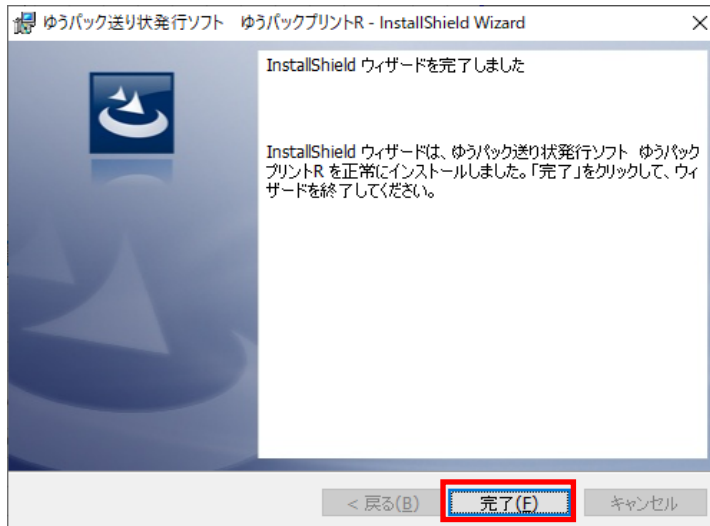 ゆうパック送り状発行ソフト　ゆうパックプリントR - InstallShield Wizard
InstallShield ウィザードを完了しました
InstallShield ウィザードは、ゆうパック送り状発行ソフト ゆうパック
プリントR を正常にインストールしました。「完了」をクリックして、ウィ
ザードを終了してください。
< 戻る(B)
完了(F)
キャンセル